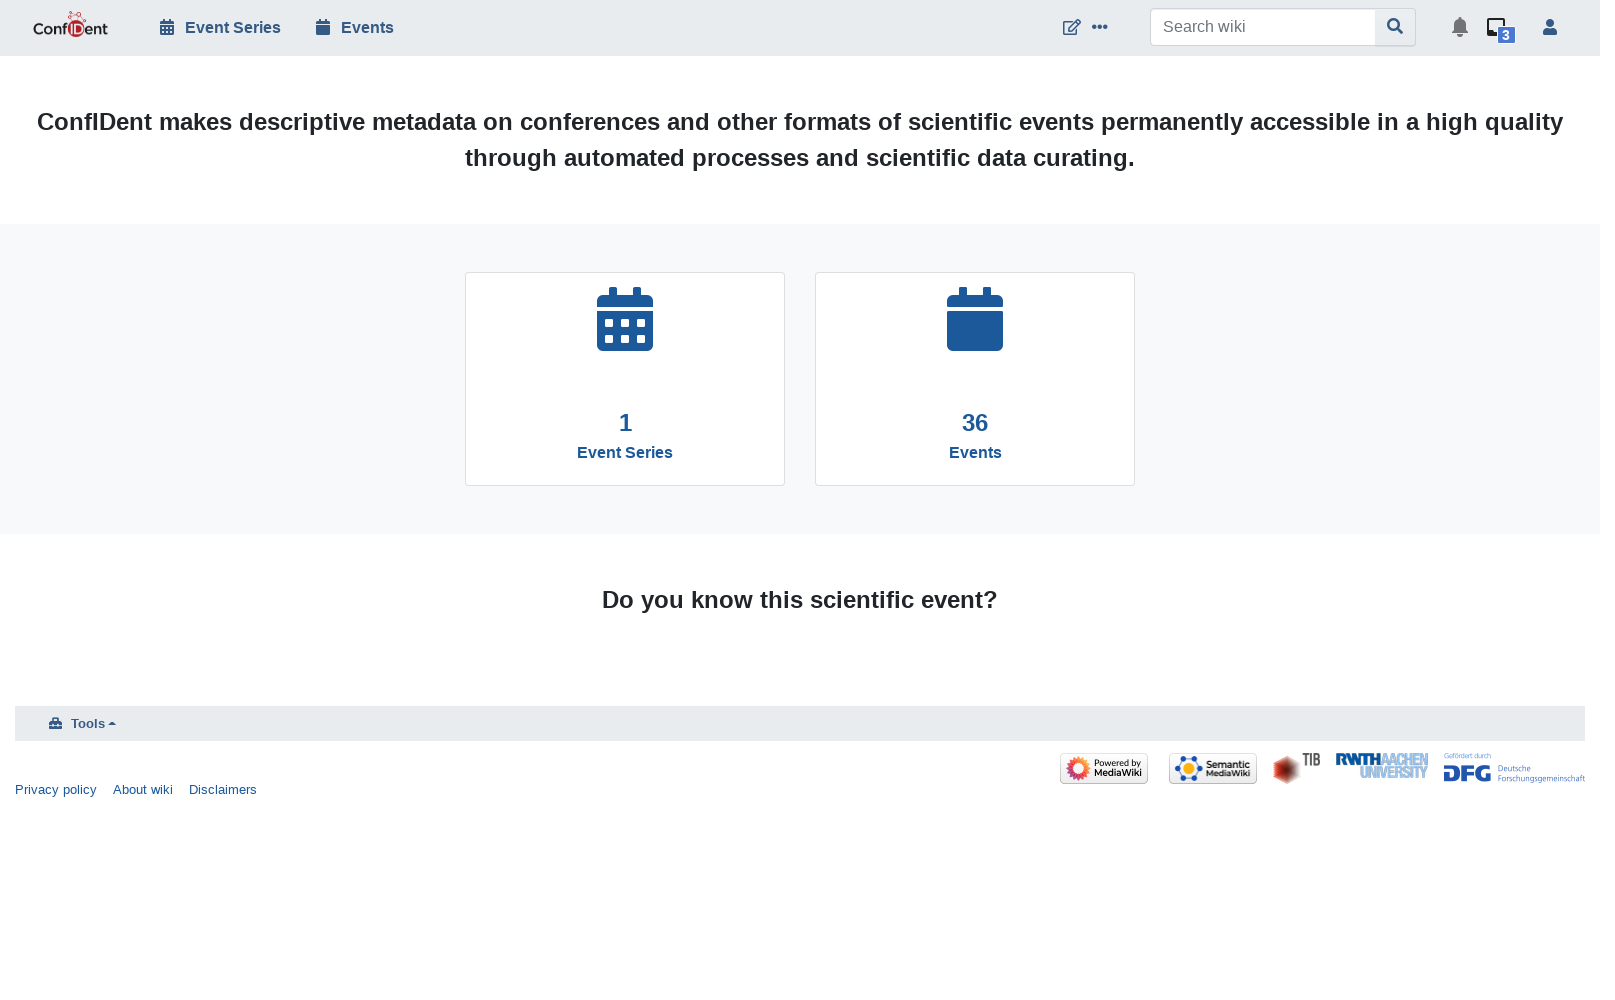 ConfIDent
Event Series
Events
Search wiki
3
ConfIDent makes descriptive metadata on conferences and other formats of scientific events permanently accessible in a high quality
through automated processes and scientific data curating.
1
Event Series
36
Events
Do you know this scientific event?
Tools
Powered by
MediaWiki
Semantic
MediaWiki
TIB
RWTHAACHEN
UNIVERSITY
Gefördert durch
DFG
Deutsche
Forschungsgemeinschaft
Privacy policy
About wiki
Disclaimers